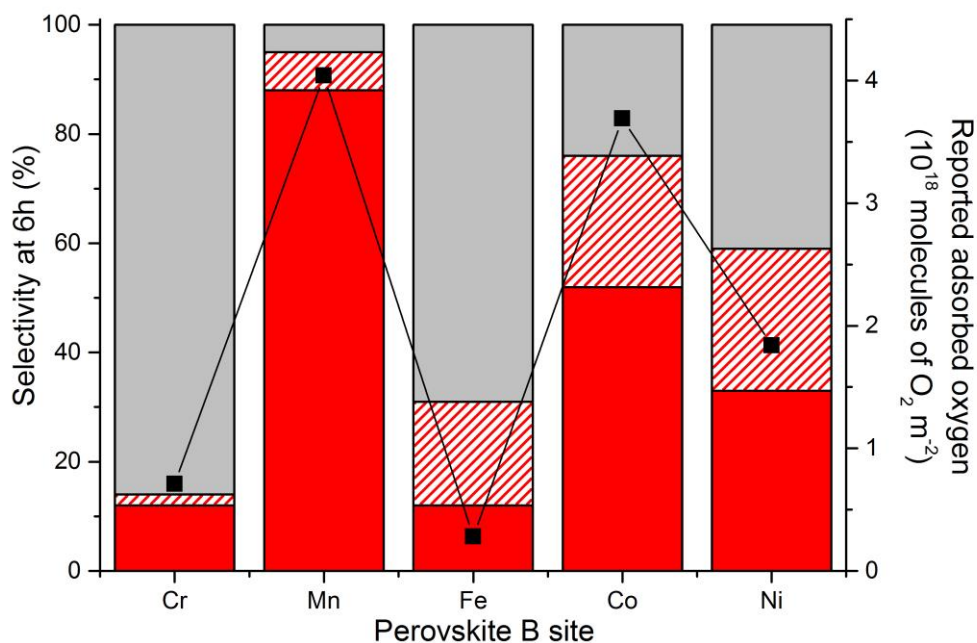 Selectivity at 6h (%)
100
80
60
40
20
0
4
3
2
1
0
Reported adsorbed oxygen
(10¹⁸ molecules of O₂ m⁻²)
Cr Mn Fe Co Ni
Perovskite B site